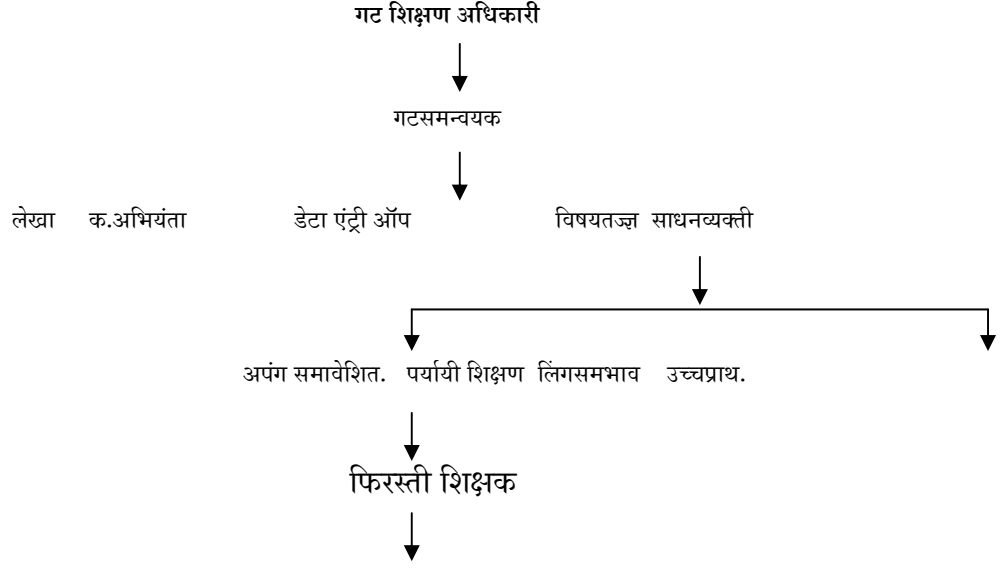 गट शिक्षण अधिकारी
गटसमन्वयक
लेखा क.अभियंता डेटा एंट्री ऑप विषयतज्ज्ञ साधनव्यक्ती
अपंग समावेशित. पर्यायी शिक्षण लिंगसमभाव उच्चप्राथ.
फिरस्ती शिक्षक